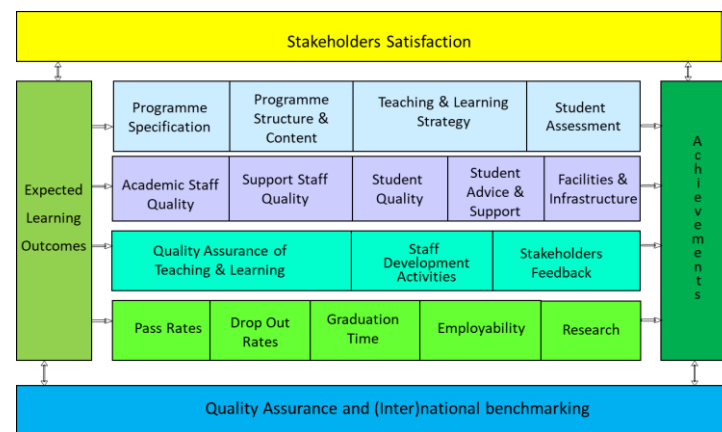 Stakeholders Satisfaction
Expected
Learning
Outcomes
Programme
Specification
Programme
Structure &
Content
Teaching & Learning
Strategy
Student
Assessment
Academic Staff
Quality
Support Staff
Quality
Student
Quality
Student
Advice &
Support
Facilities &
Infrastructure
Quality Assurance of
Teaching & Learning
Staff
Development
Activities
Stakeholders
Feedback
Pass Rates
Drop Out
Rates
Graduation
Time
Employability
Research
A
c
h
i
e
v
e
m
e
n
t
s
Quality Assurance and (Inter)national benchmarking